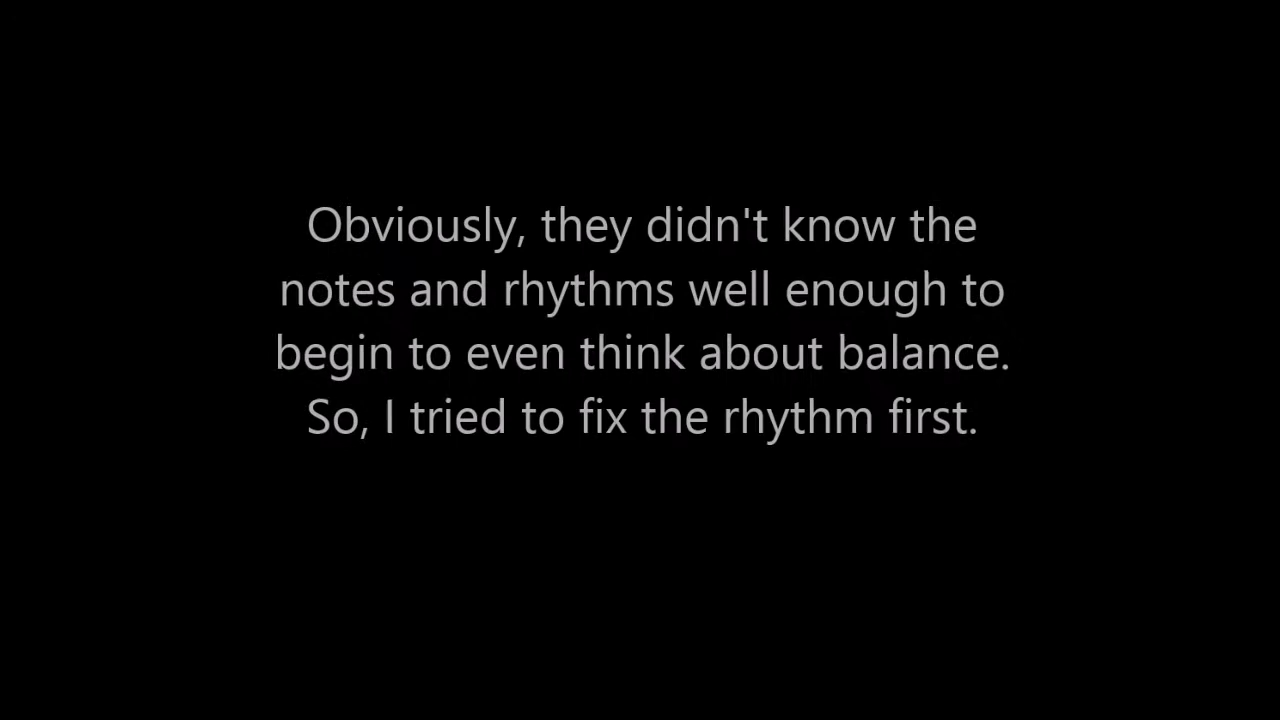 Obviously, they didn't know the
notes and rhythms well enough to
begin to even think about balance.
So, I tried to fix the rhythm first.